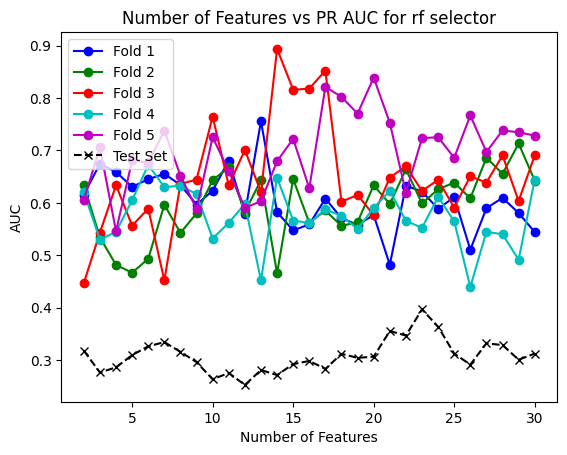 Number of Features vs PR AUC for rf selector
AUC
0.9
0.8
0.7
0.6
0.5
0.4
0.3
Fold 1
Fold 2
Fold 3
Fold 4
Fold 5
Test Set
5 10 15 20 25 30
Number of Features